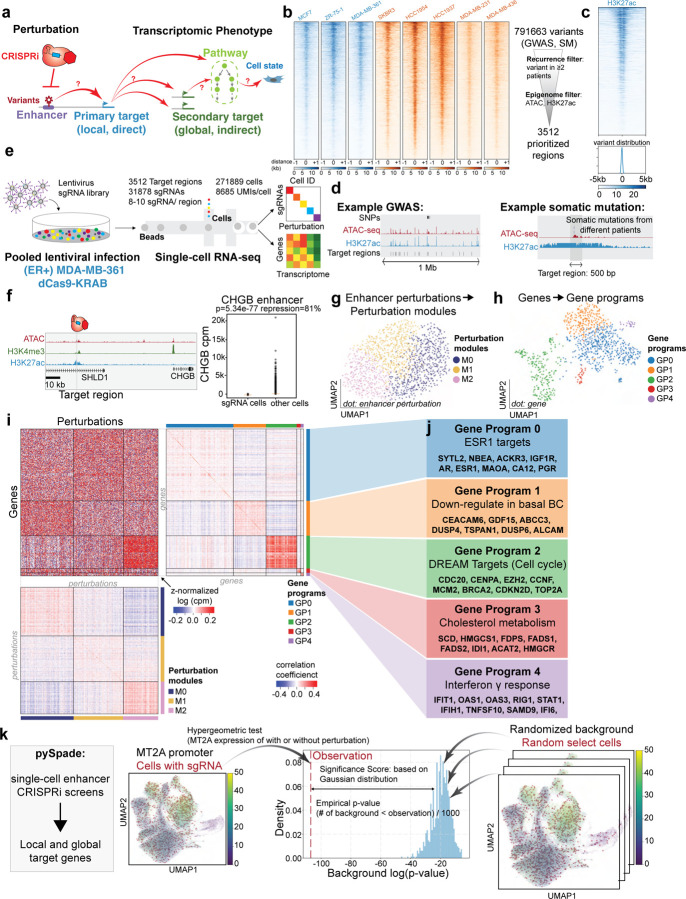 a
Perturbation
Transcriptomic Phenotype
CRISPRi
Pathway
Cell state
?
?
?
?
?
Variants
Enhancer
Primary target
(local, direct)
Secondary target
(global, indirect)
b
MCF7
ZR-75-1
MDA-MB-361
SKBR3
HCC1954
HCC1937
MDA-MB-231
MDA-MB-436
distance
(kb)
-1 0 +1
-1 0 +1
-1 0 +1
-1 0 +1
-1 0 +1
-1 0 +1
-1 0 +1
-1 0 +1
0 5 10
0 5 10
0 5 10
0 5 10
0 5 10
0 5 10
0 5 10
0 5 10
791663 variants
(GWAS, SM)
Recurrence filter:
variant in ≥2
patients
Epigenome filter:
ATAC, H3K27ac
3512
prioritized
regions
c
H3K27ac
variant distribution
-5kb 0 +5kb
0 5 10 15 20
e
Lentivirus
sgRNA library
3512 Target regions
31878 sgRNAs
8-10 sgRNA/ region
271889 cells
8685 UMIs/cell
Cells
Beads
Pooled lentiviral infection
(ER+) MDA-MB-361
dCas9-KRAB
Single-cell RNA-seq
Cell ID
sgRNAs
Perturbation
Genes
Transcriptome
d
Example GWAS:
SNPs
ATAC-seq
H3K27ac
Target regions
1 Mb
Example somatic mutation:
Somatic mutations from
different patients
ATAC-seq
H3K27ac
Target region: 500 bp
f
ATAC
H3K4me3
H3K27ac
10 kb
SHLD1
CHGB
Target region
CHGB enhancer
p=5.34e-77 repression=81%
CHGB cpm
20000
15000
10000
5000
0
sgRNA cells
other cells
g
Enhancer perturbations
Perturbation modules
Perturbation
modules
M0
M1
M2
UMAP2
dot: enhancer perturbation
UMAP1
h
Genes
Gene programs
Gene
programs
GP0
GP1
GP2
GP3
GP4
UMAP2
dot: gene
UMAP1
i
Perturbations
Genes
genes
perturbations
genes
z-normalized
log (cpm)
-0.2 0.0 0.2
perturbations
Perturbation
modules
M0
M1
M2
Gene
programs
GP0
GP1
GP2
GP3
GP4
correlation
coefficienct
-0.4 0.0 0.4
j
Gene Program 0
ESR1 targets
SYTL2, NBEA, ACKR3, IGF1R,
AR, ESR1, MAOA, CA12, PGR
Gene Program 1
Down-regulate in basal BC
CEACAM6, GDF15, ABCC3,
DUSP4, TSPAN1, DUSP6, ALCAM
Gene Program 2
DREAM Targets (Cell cycle)
CDC20, CENPA, EZH2, CCNF,
MCM2, BRCA2, CDKN2D, TOP2A
Gene Program 3
Cholesterol metabolism
SCD, HMGCS1, FDPS, FADS1,
FADS2, IDI1, ACAT2, HMGCR
Gene Program 4
Interferon γ response
IFIT1, OAS1, OAS3, RIG1, STAT1,
IFIH1, TNFSF10, SAMD9, IFI6,
k
pySpade:
single-cell enhancer
CRISPRi screens
Local and global
target genes
Hypergeometric test
(MT2A expression of with or without perturbation)
MT2A promoter
Cells with sgRNA
50
40
30
20
10
0
UMAP2
UMAP1
Observation
Significance Score: based on
Gaussian distribution
Empirical p-value
(# of background < observation) / 1000
Density
0.08
0.06
0.04
0.02
0.00
-100 -80 -60 -40 -20 0
Background log(p-value)
Randomized background
Random select cells
50
40
30
20
10
0
UMAP2
UMAP1